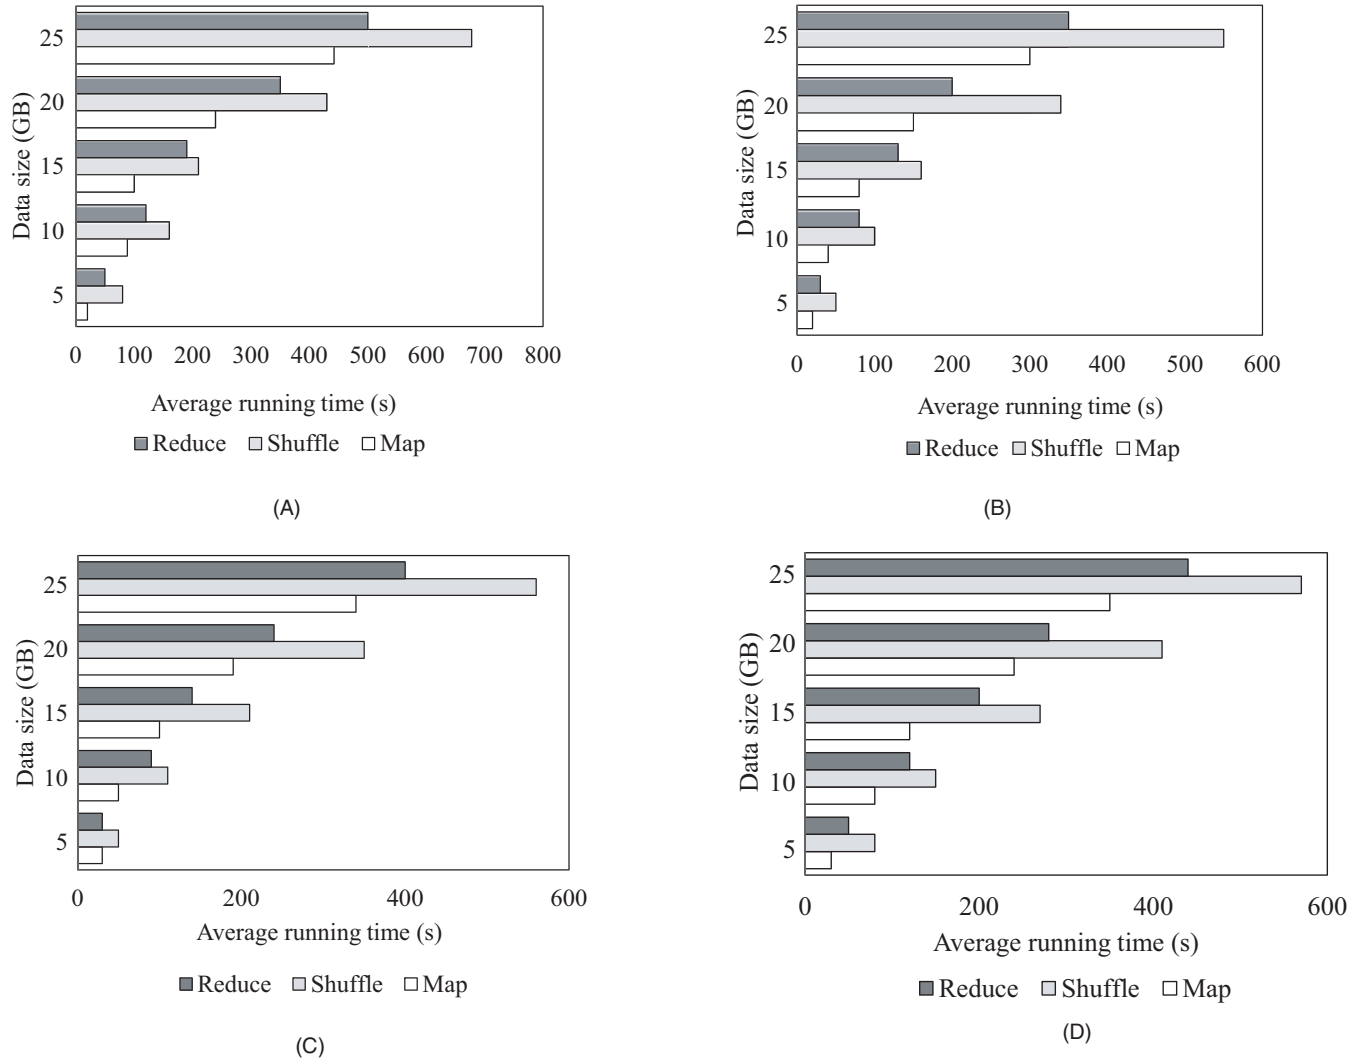 Data size (GB)
25
20
15
10
5
0 100 200 300 400 500 600 700 800
Average running time (s)
Reduce Shuffle Map
(A)
Data size (GB)
25
20
15
10
5
0 100 200 300 400 500 600
Average running time (s)
Reduce Shuffle Map
(B)
Data size (GB)
25
20
15
10
5
0 200 400 600
Average running time (s)
Reduce Shuffle Map
(C)
Data size (GB)
25
20
15
10
5
0 200 400 600
Average running time (s)
Reduce Shuffle Map
(D)